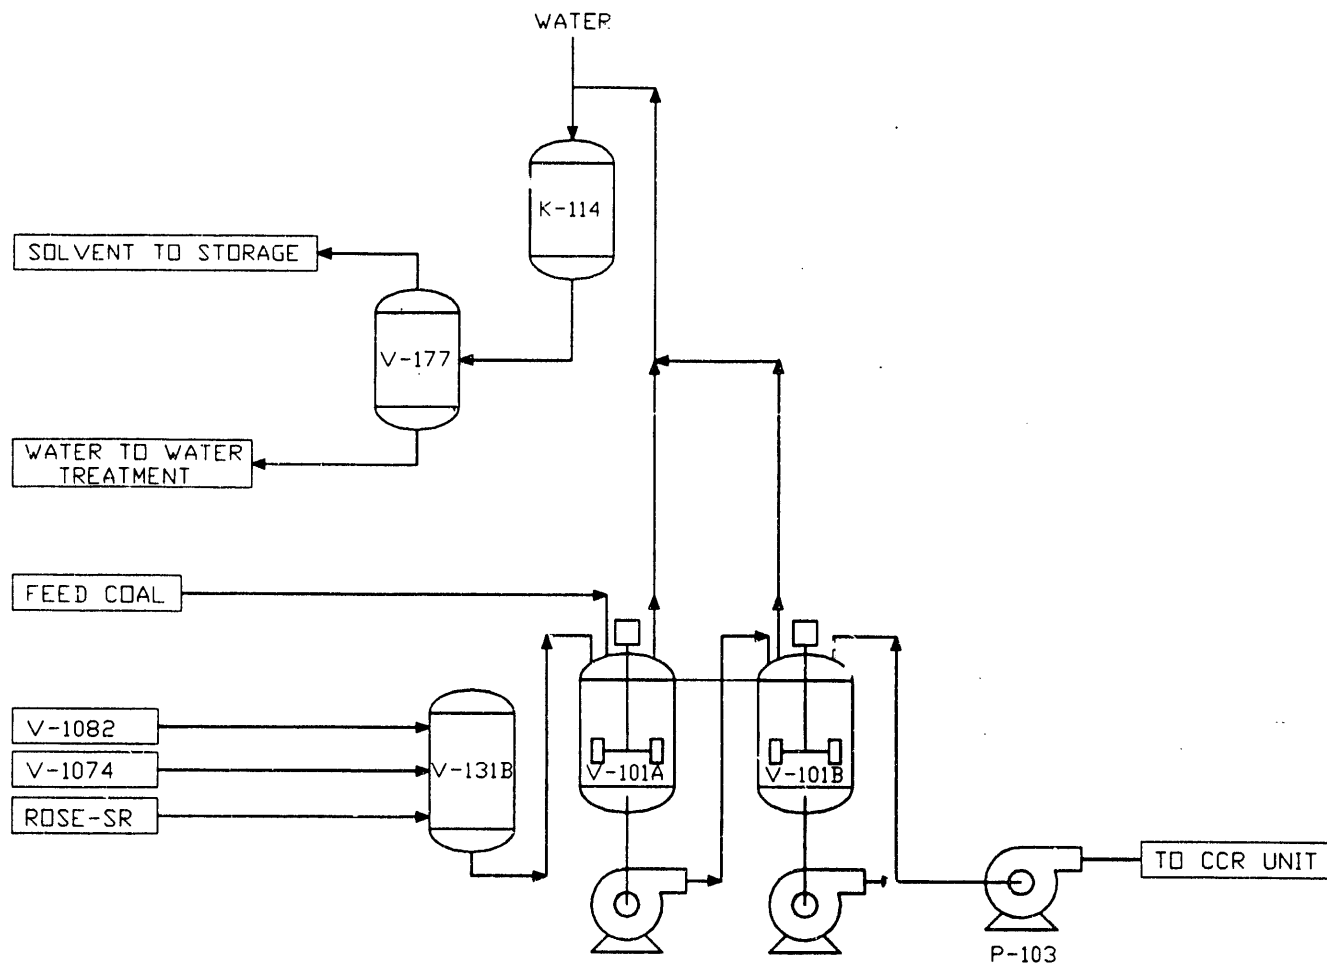 WATER
K-114
SOLVENT TO STORAGE
V-177
WATER TO WATER
TREATMENT
FEED COAL
V-1082
V-1074
V-131B
V-101A
V-101B
ROSE-SR
TO CCR UNIT
P-103